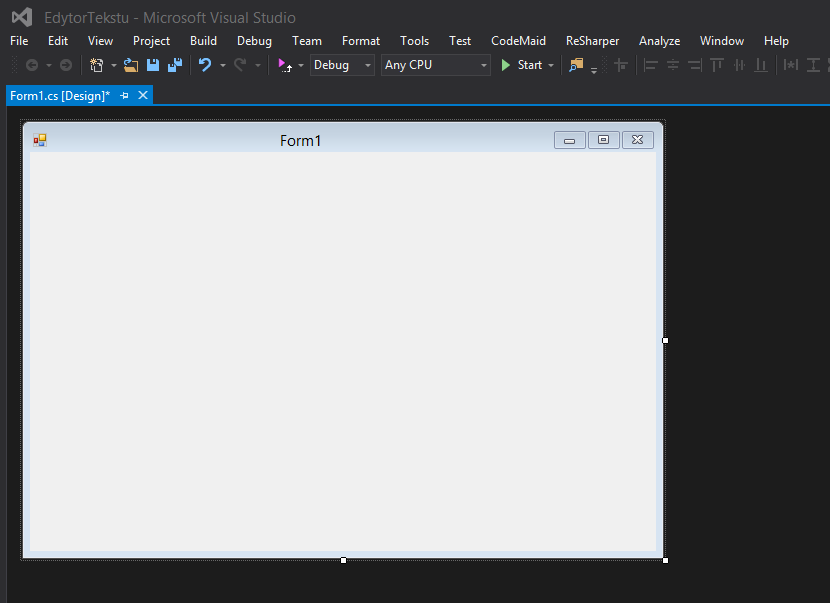 EdytorTekstu - Microsoft Visual Studio
File Edit View Project Build Debug Team Format Tools Test CodeMaid ReSharper Analyze Window Help
Debug Any CPU Start
Form1.cs [Design]*
Form1